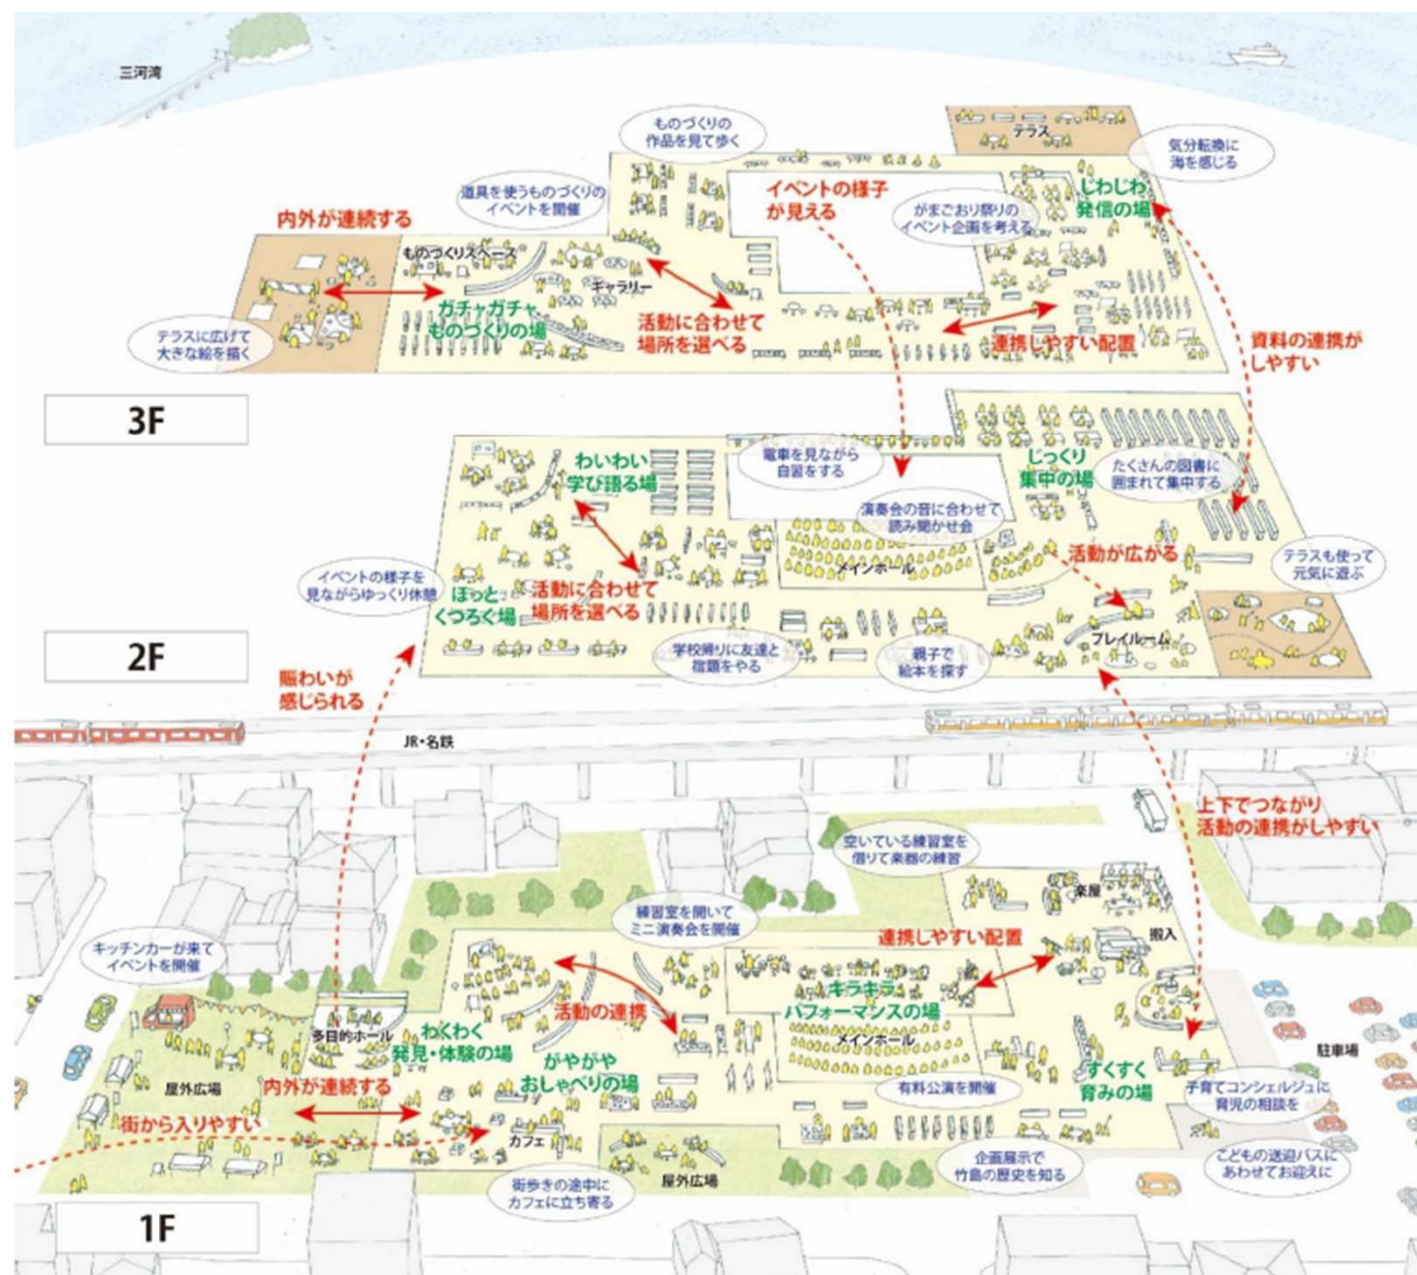 三河湾
テラス
気分転換に
海を感じる
ものづくりの
作品を見て歩く
道具を使うものづくりの
イベントを開催
イベントの様子
が見える
がまごおり祭りの
イベント企画を考える
じわじわ
発信の場
内外が連続する
ものづくりスペース
ギャラリー
ガチャガチャ
ものづくりの場
活動に合わせて
場所を選べる
連携しやすい配置
テラスに広げて
大きな絵を描く
資料の連携が
しやすい
3F
わいわい
学び語る場
電車を見ながら
自習をする
じっくり
集中の場
たくさんの図書に
囲まれて集中する
演奏会の音に合わせて
読み聞かせ会
メインホール
活動が広がる
テラスも使って
元気に遊ぶ
イベントの様子を
見ながらゆっくり休憩
ほっと
くつろぐ場
活動に合わせて
場所を選べる
プレイルーム
学校帰りに友達と
宿題をやる
親子で
絵本を探す
2F
賑わいが
感じられる
JR・名鉄
上下でつながり
活動の連携がしやすい
空いている練習室を
借りて楽器の練習
楽屋
練習室を開いて
ミニ演奏会を開催
連携しやすい配置
搬入
キッチンカーが来て
イベントを開催
キラキラ
パフォーマンスの場
活動の連携
多目的ホール
わくわく
発見・体験の場
メインホール
駐車場
がやがや
おしゃべりの場
すくすく
育みの場
屋外広場
内外が連続する
有料公演を開催
子育てコンシェルジュに
育児の相談を
街から入りやすい
カフェ
企画展示で
竹島の歴史を知る
こどもの送迎バスに
あわせてお迎えに
屋外広場
街歩きの途中に
カフェに立ち寄る
1F